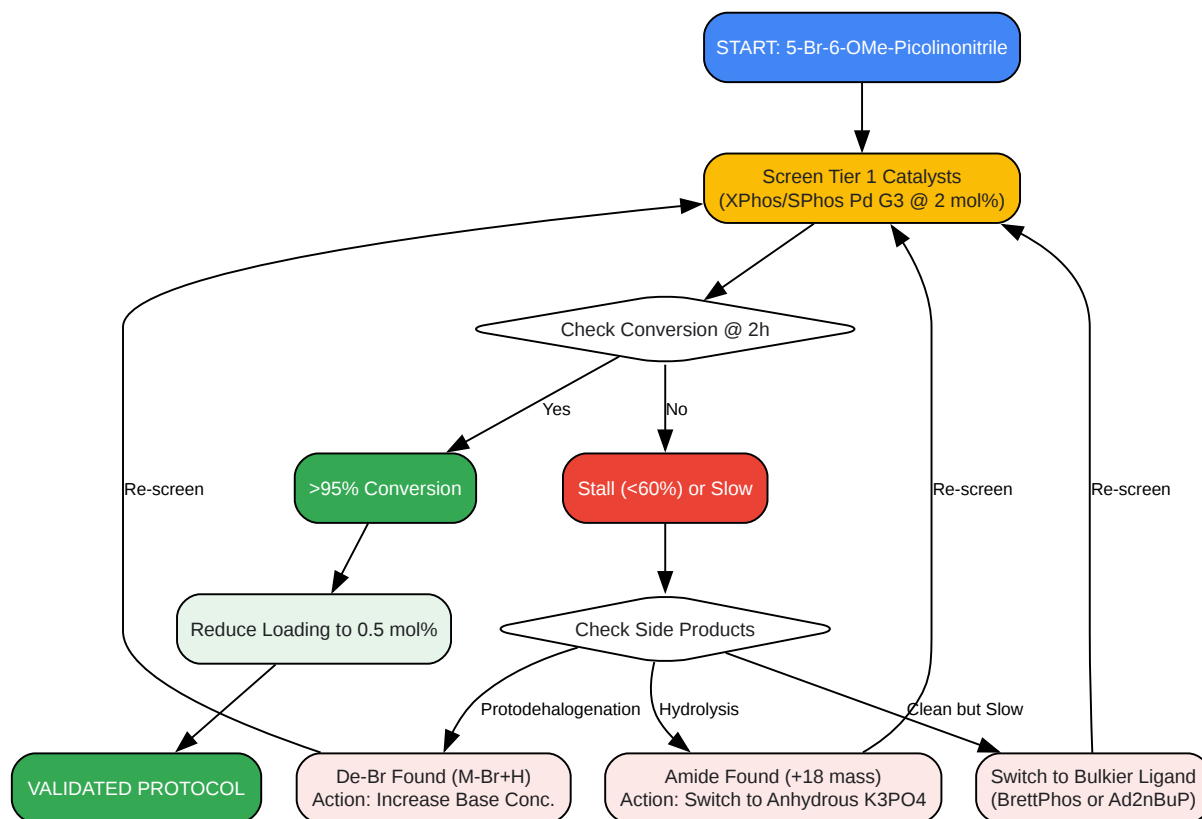 START: 5-Br-6-OMe-Picolinonitrile
Screen Tier 1 Catalysts
(XPhos/SPhos Pd G3 @ 2 mol%)
Check Conversion @ 2h
Yes
No
Re-screen
>95% Conversion
Stall (<60%) or Slow
Re-screen
Re-screen
Reduce Loading to 0.5 mol%
Check Side Products
Protodehalogenation
Hydrolysis
Clean but Slow
VALIDATED PROTOCOL
De-Br Found (M-Br+H)
Action: Increase Base Conc.
Amide Found (+18 mass)
Action: Switch to Anhydrous K3PO4
Switch to Bulkier Ligand
(BrettPhos or Ad2nBuP)